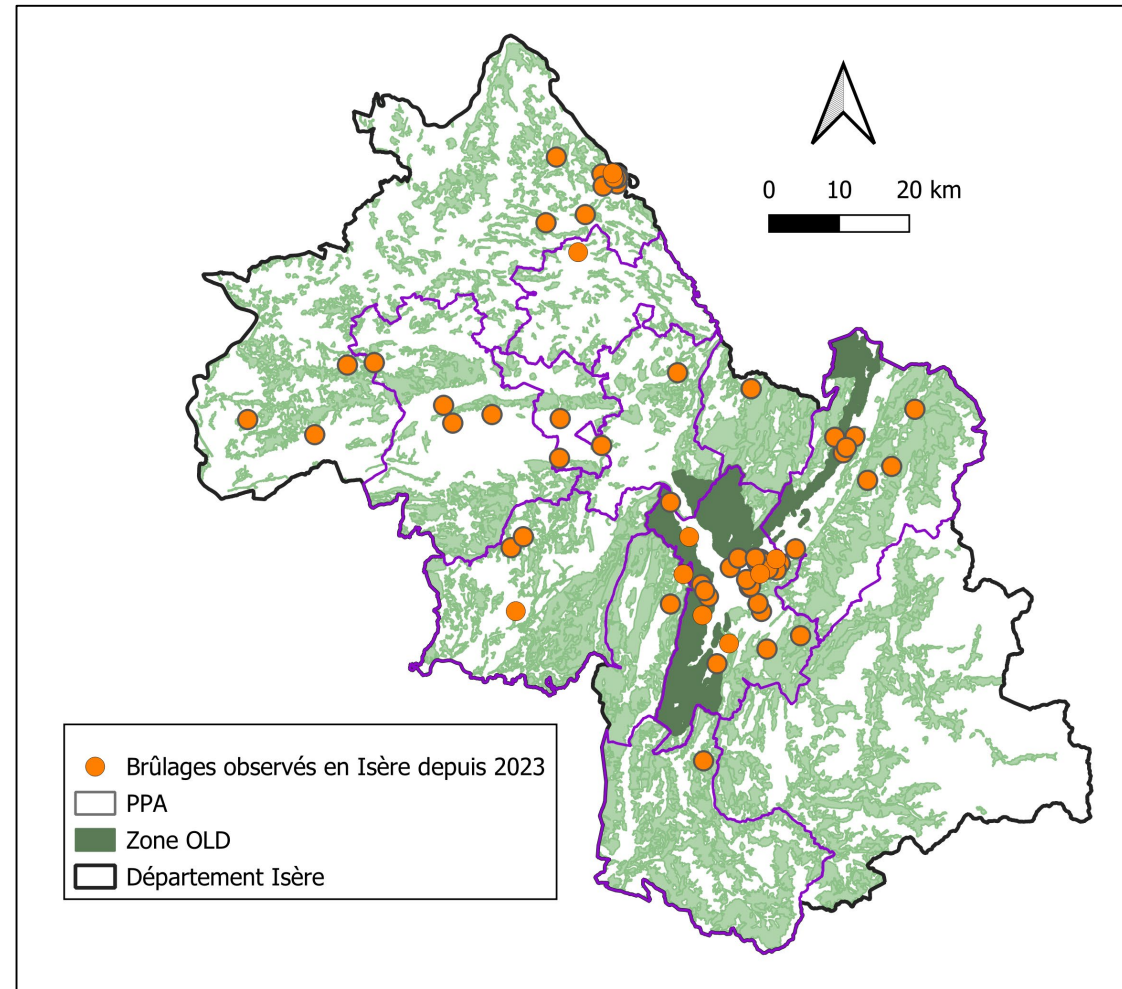 0 10 20 km
Brûlages observés en Isère depuis 2023
PPA
Zone OLD
Département Isère